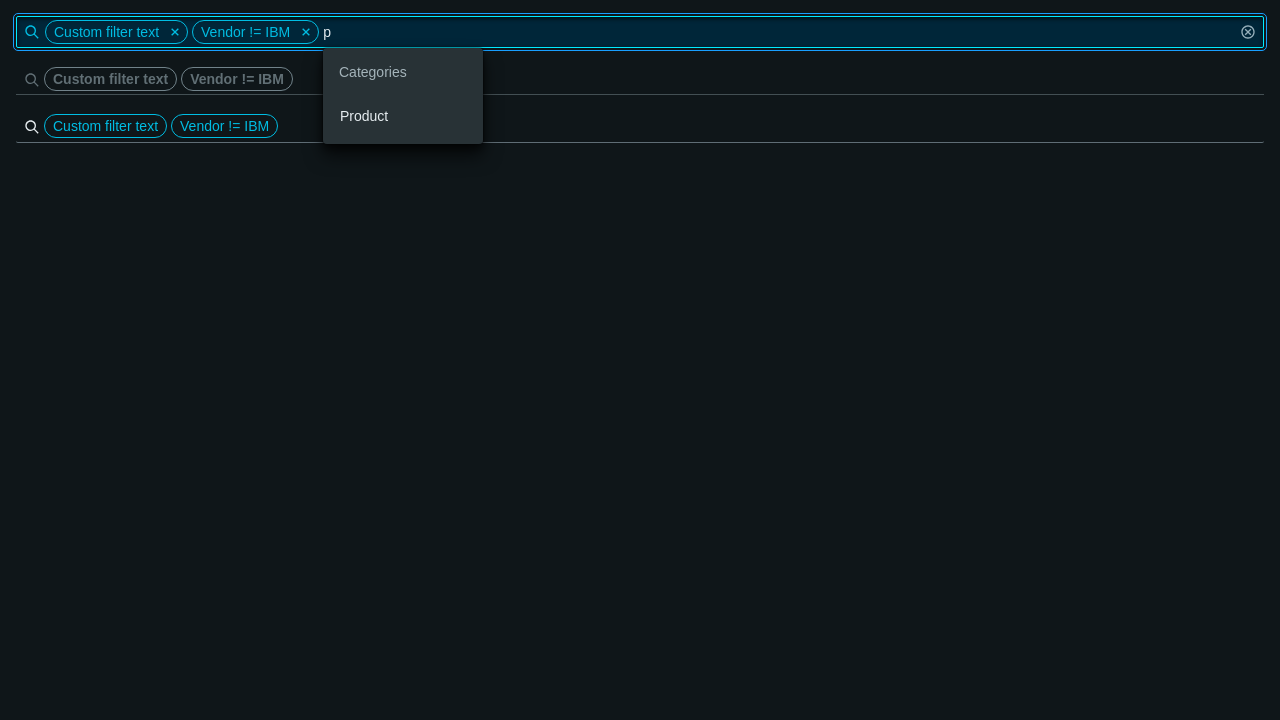 Custom filter text Vendor != IBM p
Categories
Custom filter text Vendor != IBM
Product
Custom filter text Vendor != IBM